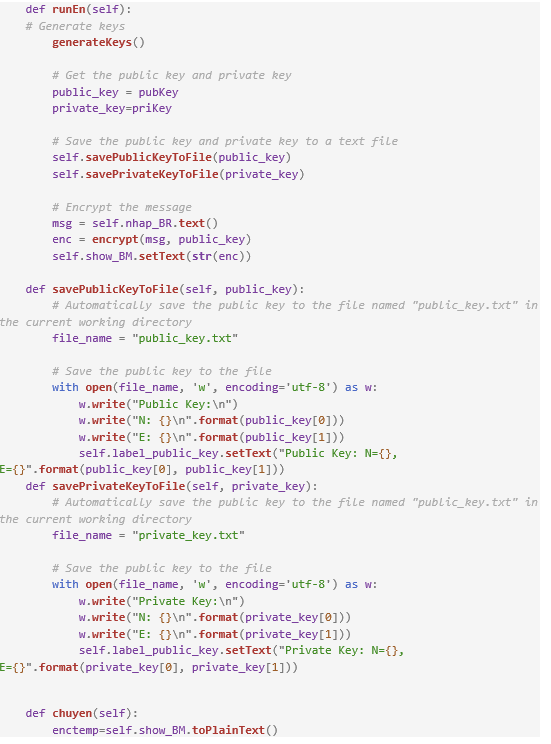 def runEn(self):
    # Generate keys
        generateKeys()

        # Get the public key and private key
        public_key = pubKey
        private_key=priKey

        # Save the public key and private key to a text file
        self.savePublicKeyToFile(public_key)
        self.savePrivateKeyToFile(private_key)

        # Encrypt the message
        msg = self.nhap_BR.text()
        enc = encrypt(msg, public_key)
        self.show_BM.setText(str(enc))

    def savePublicKeyToFile(self, public_key):
        # Automatically save the public key to the file named "public_key.txt" in
the current working directory
        file_name = "public_key.txt"

        # Save the public key to the file
        with open(file_name, 'w', encoding='utf-8') as w:
            w.write("Public Key:\n")
            w.write("N: {}\n".format(public_key[0]))
            w.write("E: {}\n".format(public_key[1]))
            self.label_public_key.setText("Public Key: N={},
E={}".format(public_key[0], public_key[1]))
    def savePrivateKeyToFile(self, private_key):
        # Automatically save the public key to the file named "public_key.txt" in
the current working directory
        file_name = "private_key.txt"

        # Save the public key to the file
        with open(file_name, 'w', encoding='utf-8') as w:
            w.write("Private Key:\n")
            w.write("N: {}\n".format(private_key[0]))
            w.write("E: {}\n".format(private_key[1]))
            self.label_public_key.setText("Private Key: N={},
E={}".format(private_key[0], private_key[1]))


    def chuyen(self):
        enctemp=self.show_BM.toPlainText()